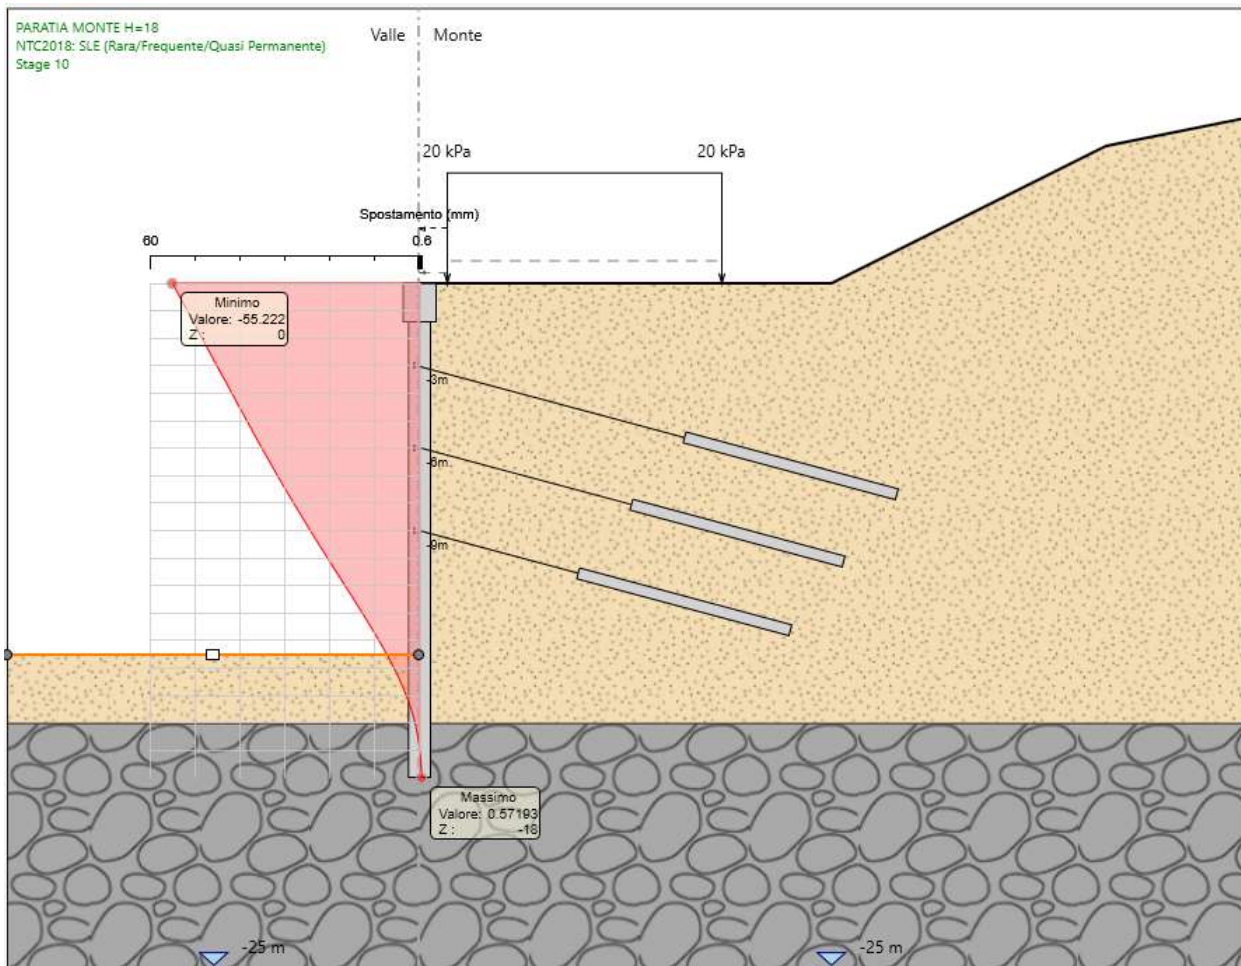 PARATIA MONTE H=18
NTC2018: SLE (Rara/Frequente/Quasi Permanente)
Stage 10
Valle
Monte
20 kPa
20 kPa
Spostamento (mm)
60
0.6
Minimo
Valore: -55.222
Z : 0
-3m
-6m
-9m
Massimo
Valore: 0.57193
Z : -18
-25 m
-25 m